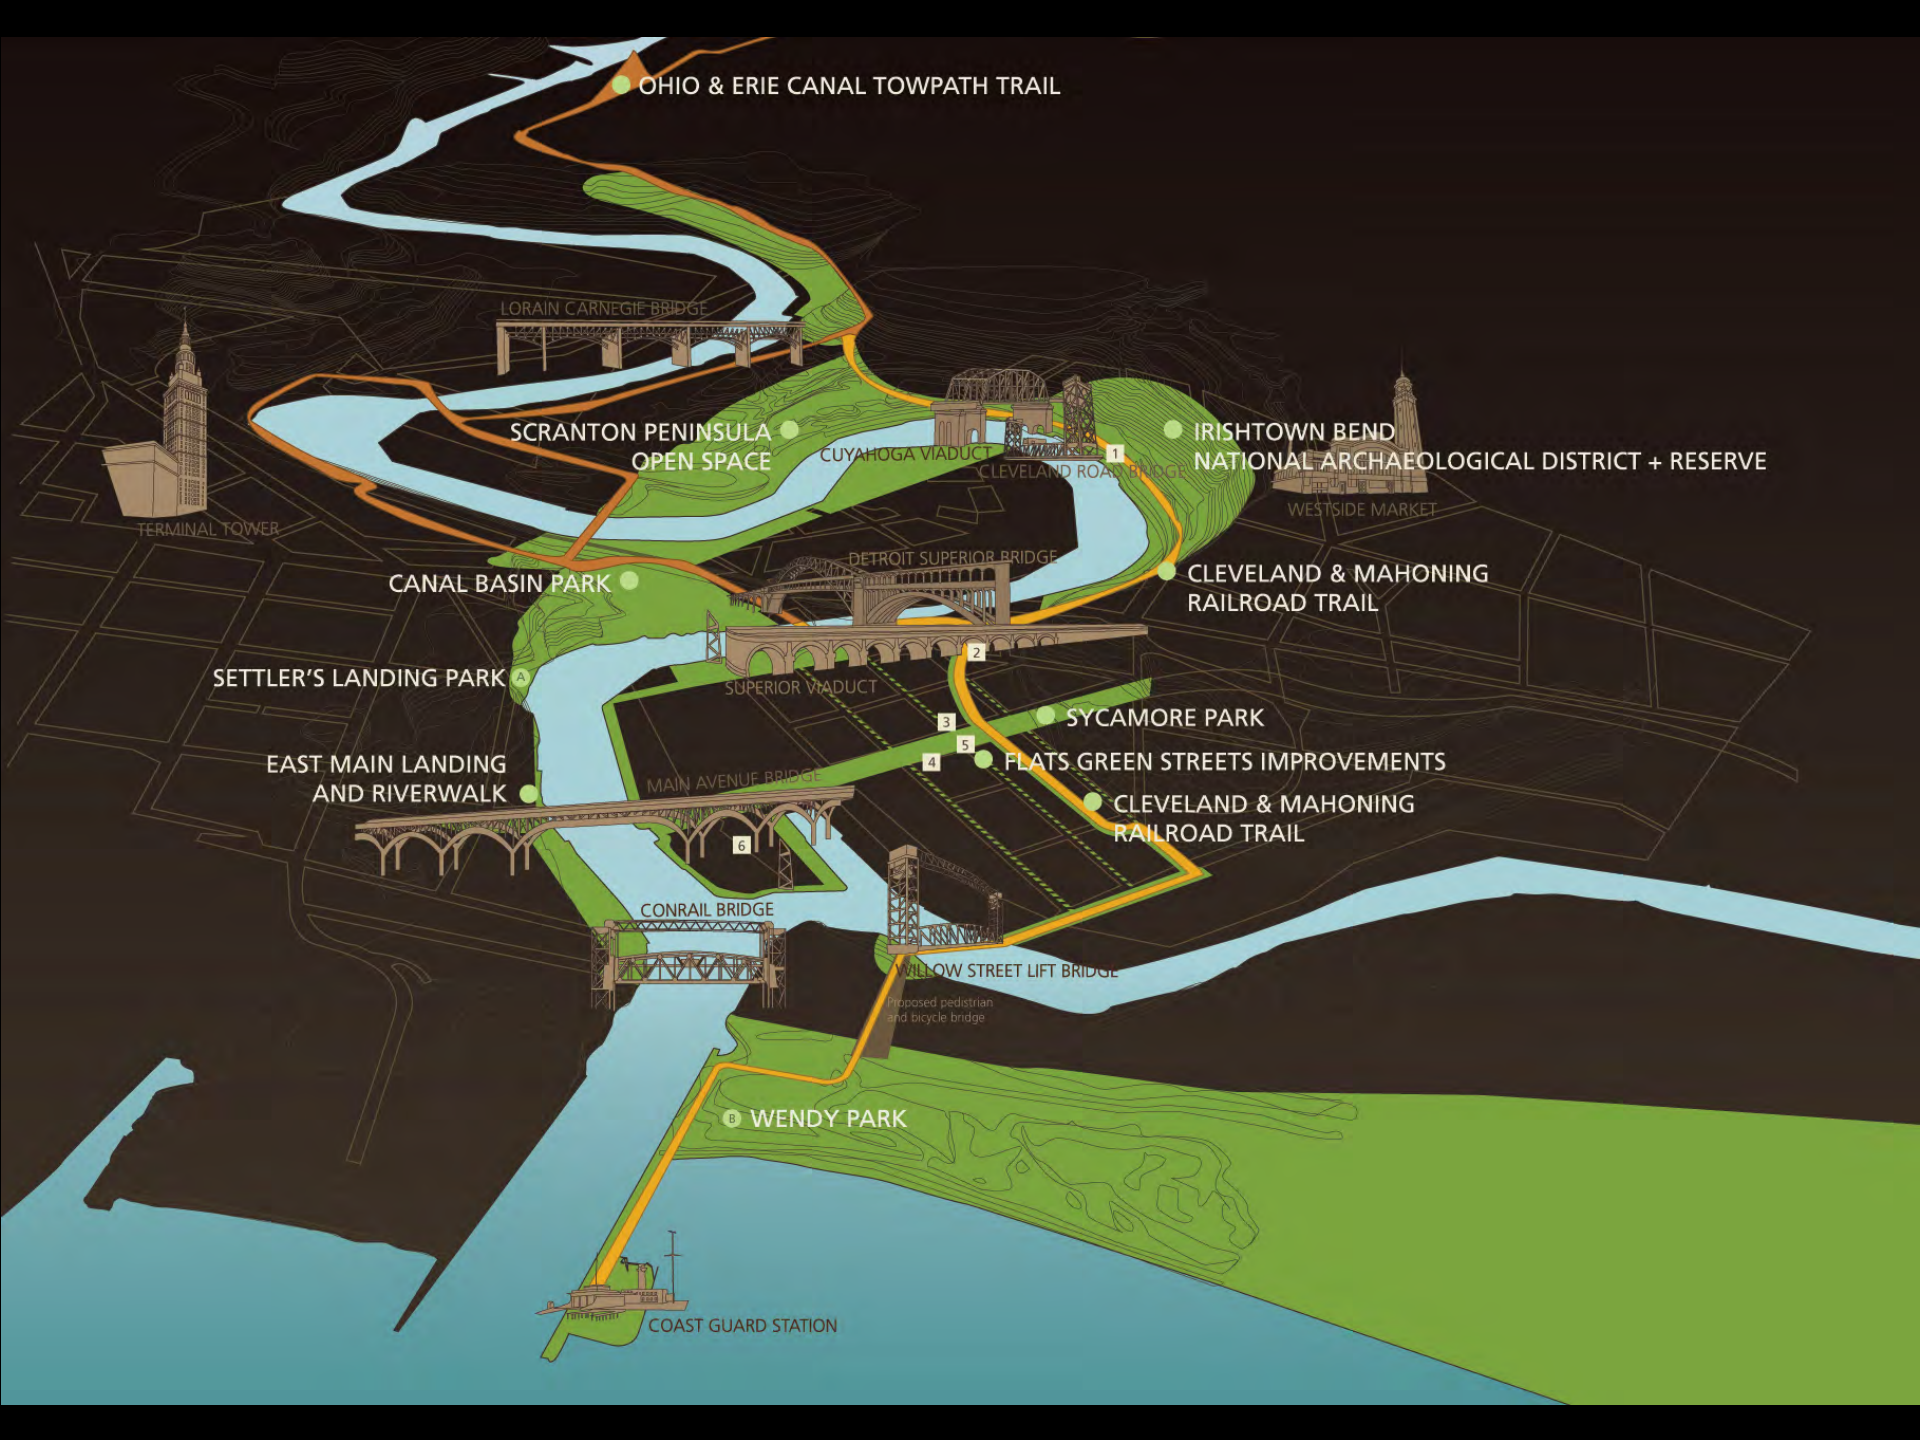 OHIO & ERIE CANAL TOWPATH TRAIL
LORAIN CARNEGIE BRIDGE
SCRANTON PENINSULA
OPEN SPACE
CUYAHOGA VIADUCT
CLEVELAND ROAD BRIDGE
1
IRISHTOWN BEND
NATIONAL ARCHAEOLOGICAL DISTRICT + RESERVE
WESTSIDE MARKET
TERMINAL TOWER
DETROIT SUPERIOR BRIDGE
CANAL BASIN PARK
CLEVELAND & MAHONING
RAILROAD TRAIL
2
SETTLER'S LANDING PARK
A
SUPERIOR VIADUCT
3
SYCAMORE PARK
5
4
FLATS GREEN STREETS IMPROVEMENTS
EAST MAIN LANDING
AND RIVERWALK
MAIN AVENUE BRIDGE
CLEVELAND & MAHONING
RAILROAD TRAIL
6
CONRAIL BRIDGE
WILLOW STREET LIFT BRIDGE
Proposed pedistrian
and bicycle bridge
B
WENDY PARK
COAST GUARD STATION